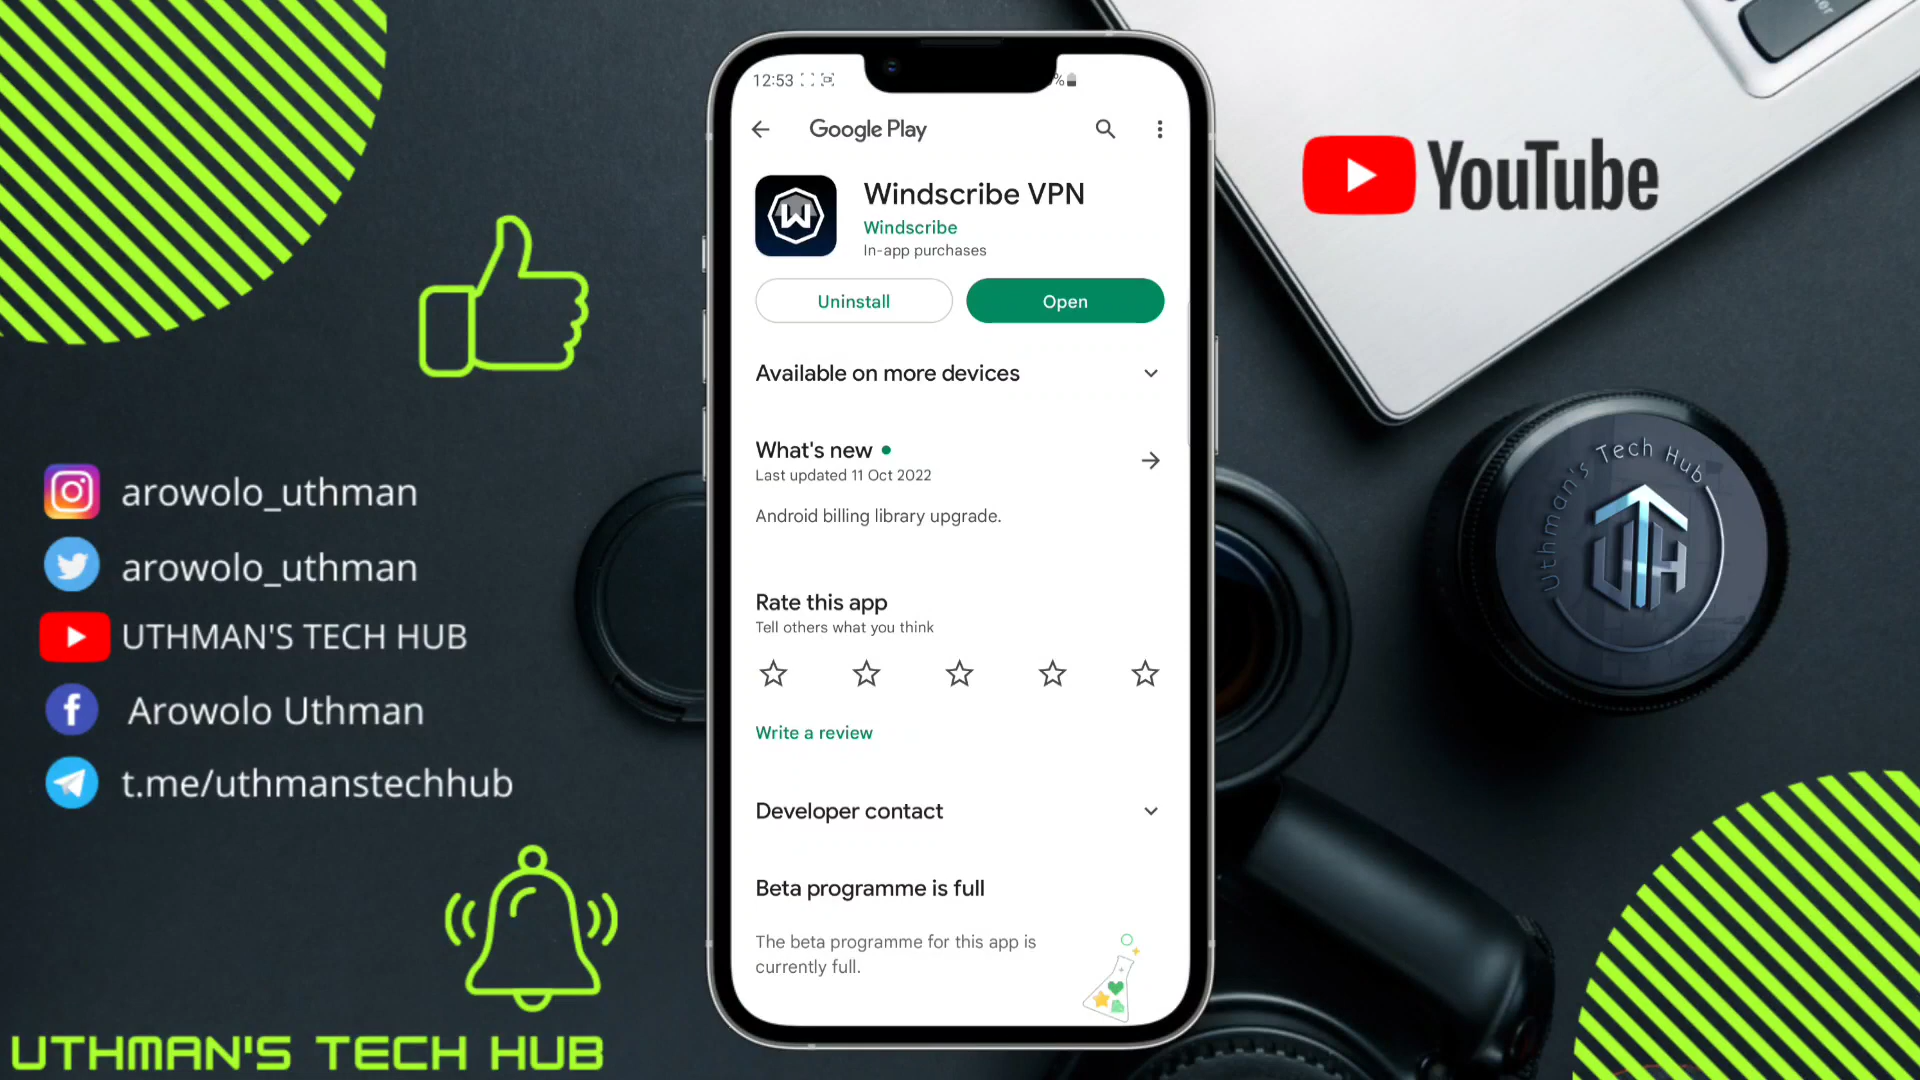 12:53
%
Google Play
Windscribe VPN
Windscribe
In-app purchases
Uninstall
Open
Available on more devices
What's new
Last updated 11 Oct 2022
Android billing library upgrade.
Rate this app
Tell others what you think
Write a review
Developer contact
Beta programme is full
The beta programme for this app is
currently full.
arowolo_uthman
arowolo_uthman
UTHMAN'S TECH HUB
Arowolo Uthman
t.me/uthmanstechhub
UTHMAN'S TECH HUB
YouTube
Uthman's Tech Hub
UTH